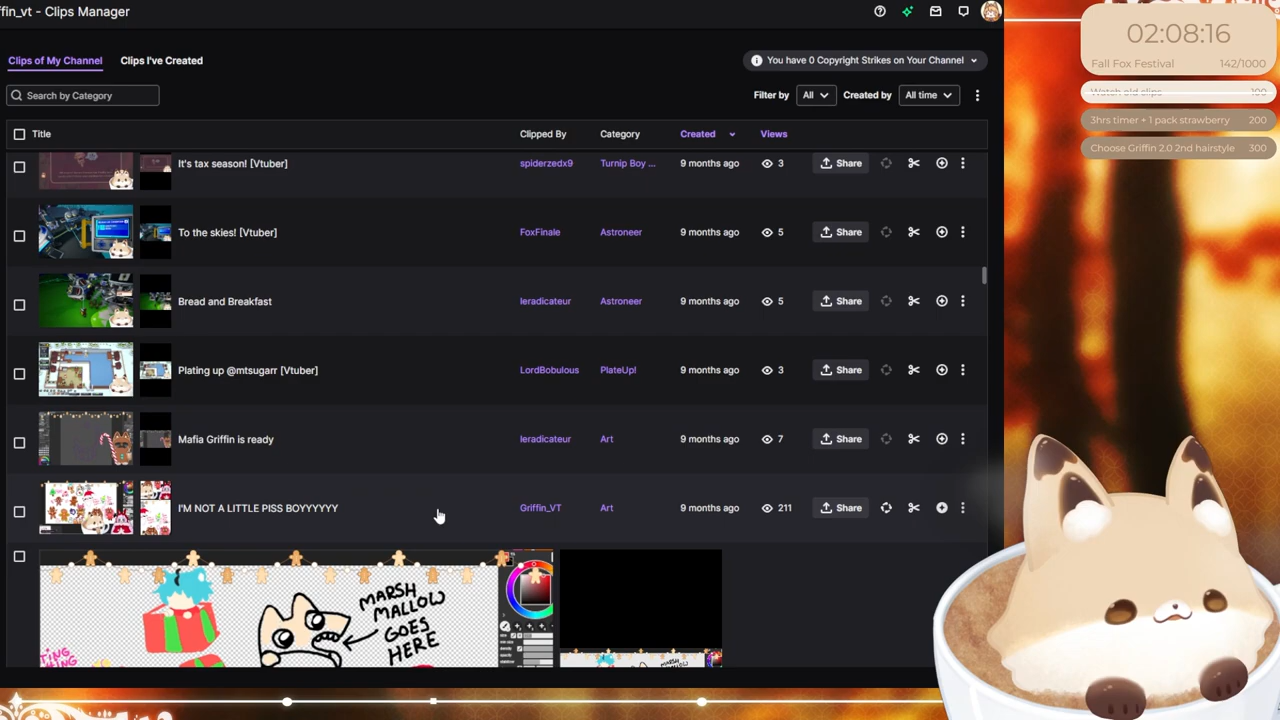 fin_vt - Clips Manager
Clips of My Channel
Clips I've Created
You have 0 Copyright Strikes on Your Channel
Search by Category
Filter by
All
Created by
All time
Title
Clipped By
Category
Created
Views
It's tax season! [Vtuber]
spiderzedx9
Turnip Boy ...
9 months ago
3
Share
To the skies! [Vtuber]
FoxFinale
Astroneer
9 months ago
5
Share
Bread and Breakfast
leradicateur
Astroneer
9 months ago
5
Share
Plating up @mtsugarr [Vtuber]
LordBobulous
PlateUp!
9 months ago
3
Share
Mafia Griffin is ready
leradicateur
Art
9 months ago
7
Share
I'M NOT A LITTLE PISS BOYYYYYY
Griffin_VT
Art
9 months ago
211
Share
MARSH
MALLOW
GOES
HERE
02:08:16
Fall Fox Festival
142/1000
Watch old clips
100
3hrs timer + 1 pack strawberry
200
Choose Griffin 2.0 2nd hairstyle
300